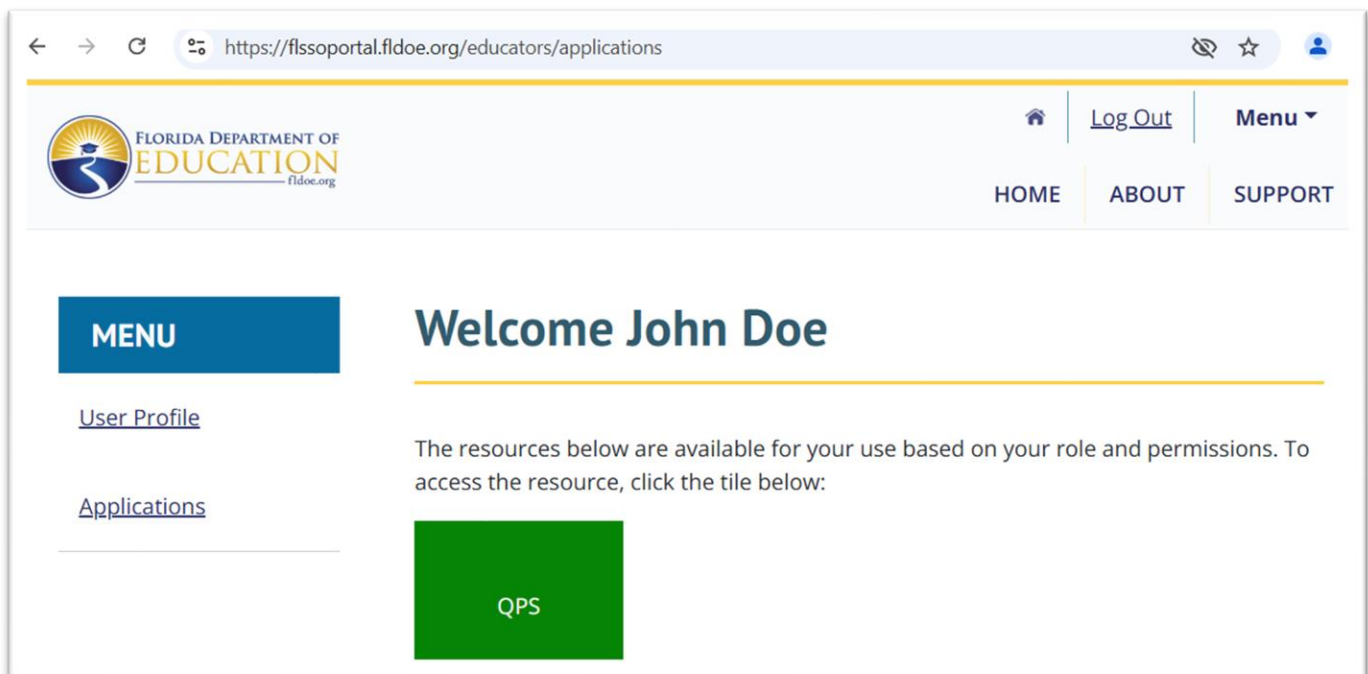 https://flssoportal.fldoe.org/educators/applications
FLORIDA DEPARTMENT OF
EDUCATION
fldoe.org
Log Out
Menu
HOME ABOUT SUPPORT
MENU
User Profile
Applications
Welcome John Doe
The resources below are available for your use based on your role and permissions. To
access the resource, click the tile below:
QPS